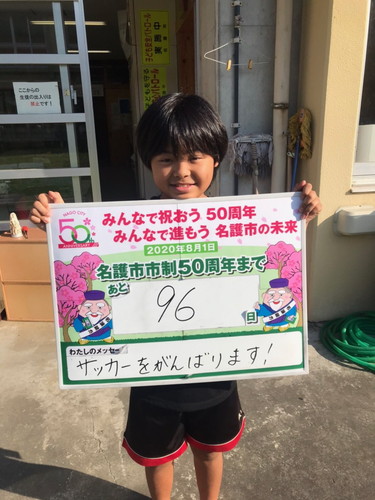 ここからの
生徒の出入りは
禁止です!
NAGO CITY
50
ANNIVERSARY
みんなで祝おう 50周年
みんなで進もう 名護市の未来
2020年8月1日
名護市市制50周年まで
あと
96
日
わたしのメッセージ
サッカーをがんばります!